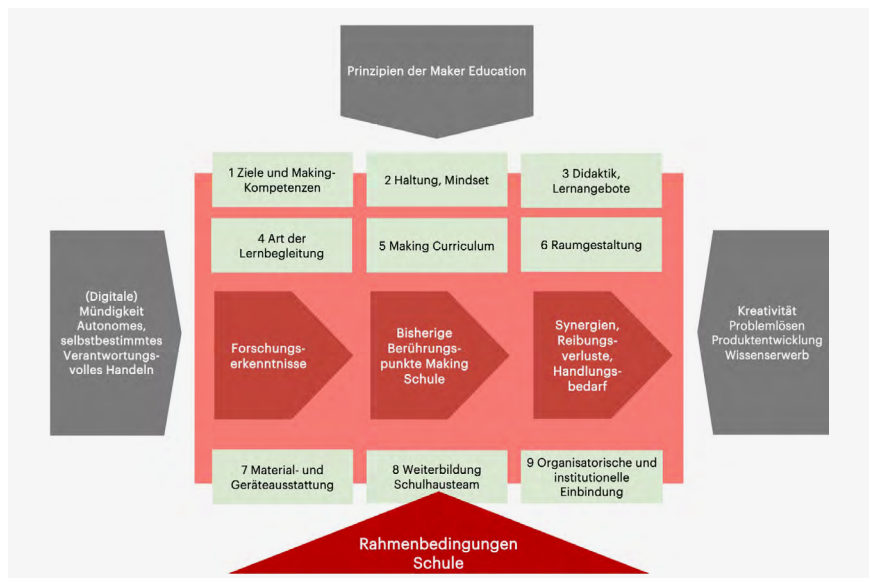 Prinzipien der Maker Education
1 Ziele und Making-
Kompetenzen
2 Haltung, Mindset
3 Didaktik,
Lernangebote
4 Art der
Lernbegleitung
5 Making Curriculum
6 Raumgestaltung
(Digitale)
Mündigkeit
Autonomes,
selbstbestimmtes
Verantwortungs-
volles Handeln
Forschungs-
erkenntnisse
Bisherige
Berührungs-
punkte Making
Schule
Synergien,
Reibungs-
verluste,
Handlungs-
bedarf
Kreativität
Problemlösen
Produktentwicklung
Wissenserwerb
7 Material- und
Geräteausstattung
8 Weiterbildung
Schulhausteam
9 Organisatorische und
institutionelle
Einbindung
Rahmenbedingungen
Schule